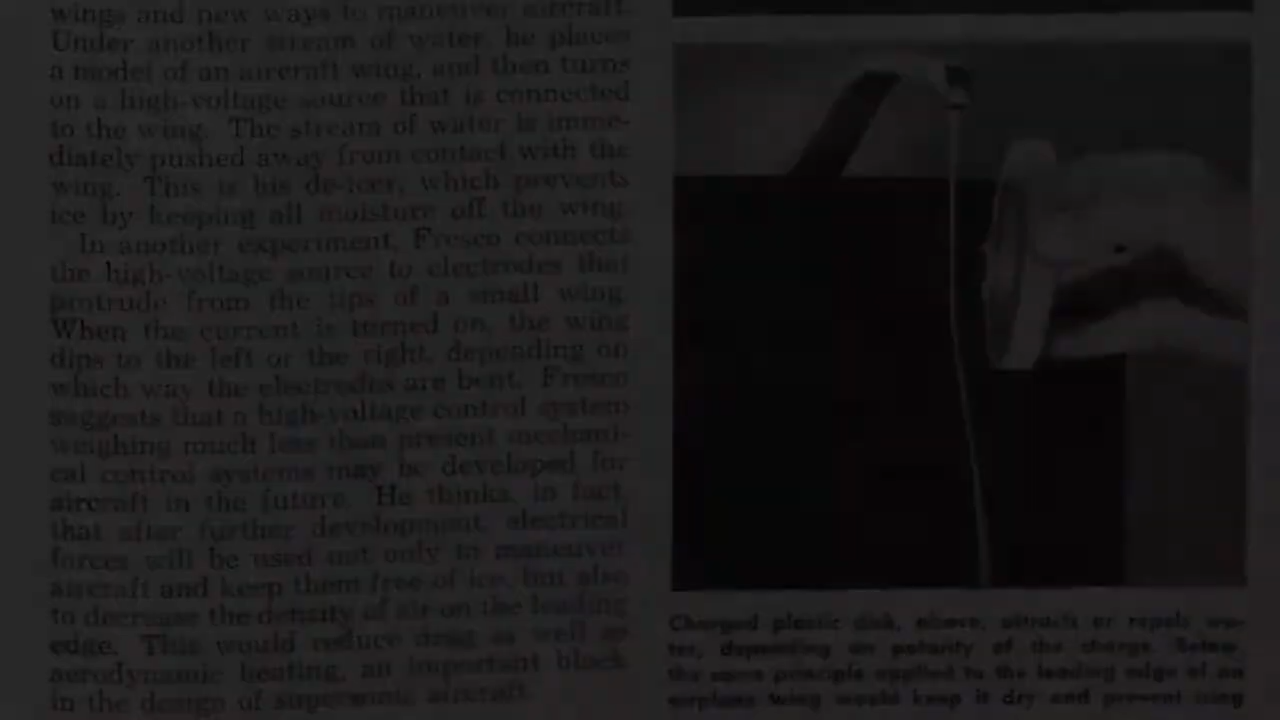 wings and new ways to maneuver aircraft.
Under another stream of water, he places
a model of an aircraft wing, and then turns
on a high-voltage source that is connected
to the wing. The stream of water is imme-
diately pushed away from contact with the
wing. This is his de-icer, which prevents
ice by keeping all moisture off the wing.
In another experiment, Fresco connects
the high-voltage source to electrodes that
protrude from the tips of a small wing.
When the current is turned on, the wing
dips to the left or the right, depending on
which way the electrodes are bent. Fresco
suggests that a high-voltage control system
weighing much less than present mechani-
cal control systems may be developed for
aircraft in the future. He thinks, in fact,
that after further development, electrical
forces will be used not only to maneuver
aircraft and keep them free of ice, but also
to decrease the density of air on the leading
edge. This would reduce drag as well as
aerodynamic heating, an important block
in the design of supersonic aircraft.
Charged plastic disk, above, attracts or repels wa-
ter, depending on polarity of the charge. Below,
the same principle applied to the leading edge of an
airplane wing would keep it dry and prevent icing